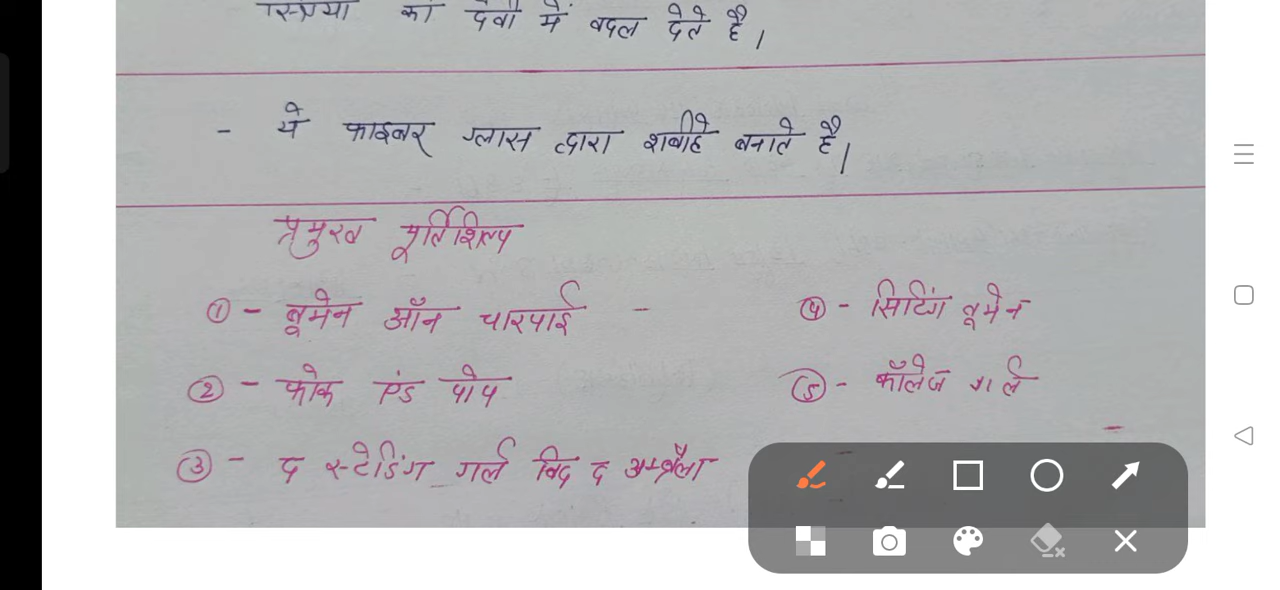 को देवी में बदल देते है।
- ये फाइबर ग्लास द्वारा शबीहे बनाते है।
प्रमुख मूर्तिशिल्प
① - वूमेन ऑन चारपाई -
④ - सिटिंग वूमेन
② - फोक एंड पोप
⑤ - कॉलेज गर्ल
③ - द स्टेडिंग गर्ल विद द अम्ब्रैला